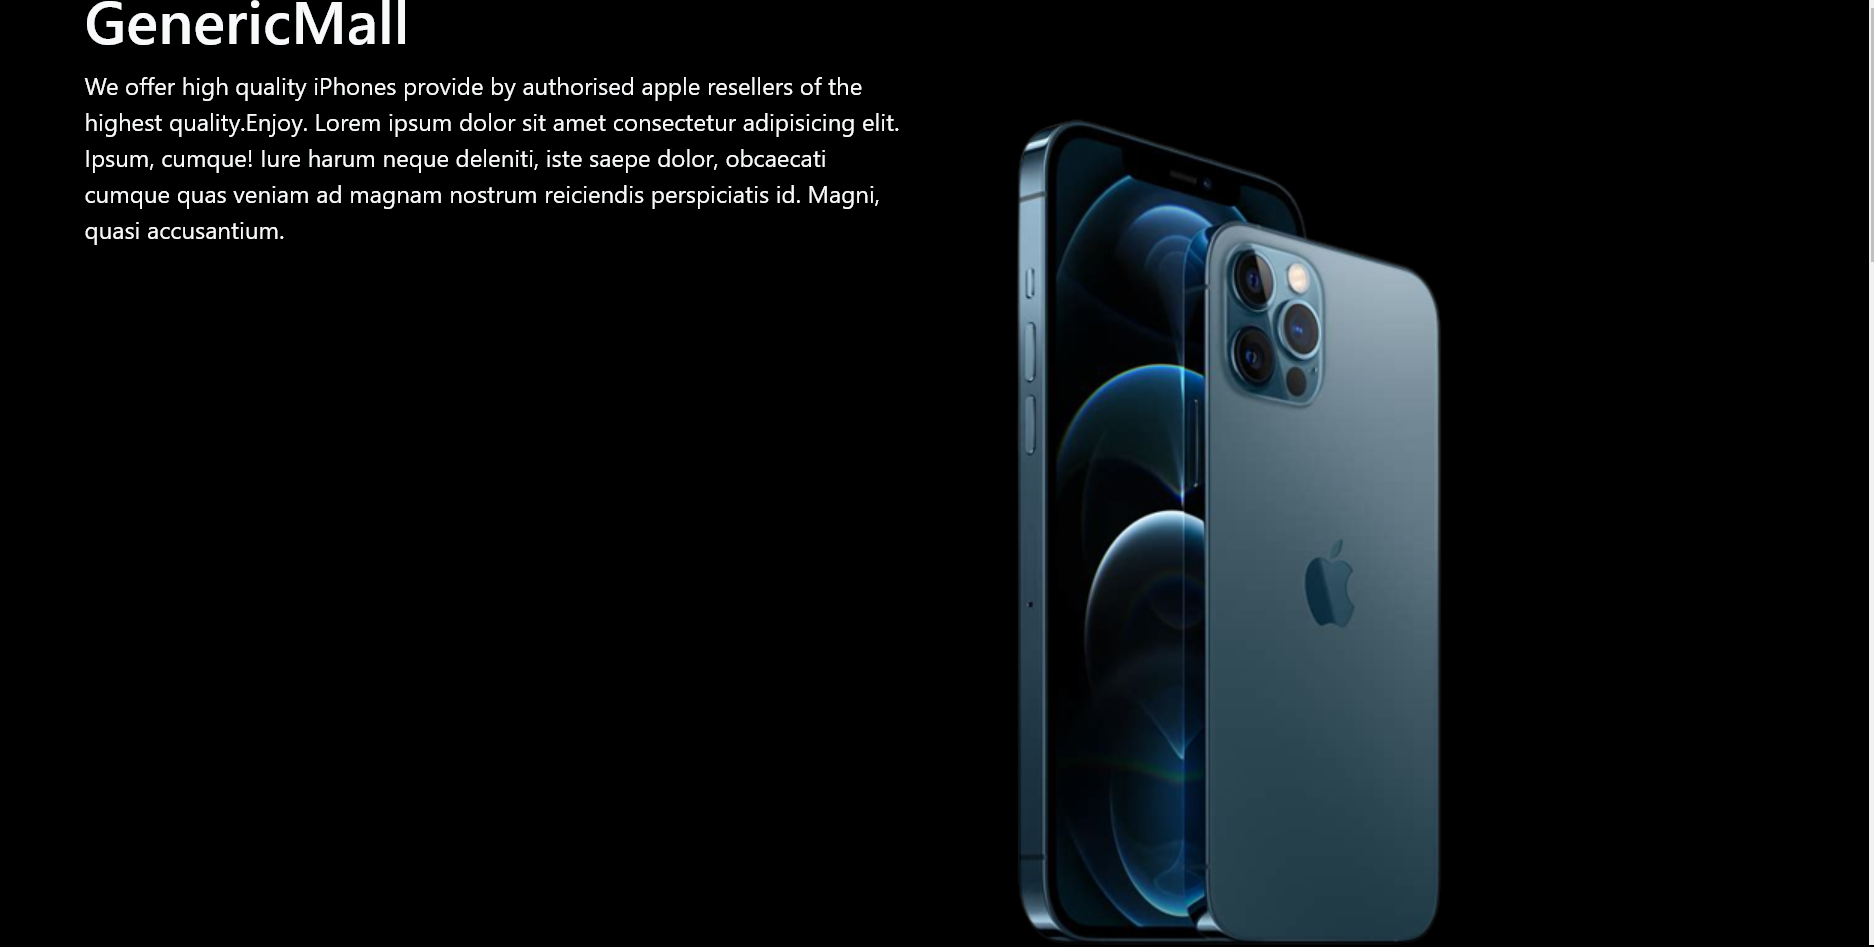 GenericMall
We offer high quality iPhones provide by authorised apple resellers of the
highest quality.Enjoy. Lorem ipsum dolor sit amet consectetur adipisicing elit.
Ipsum, cumque! Iure harum neque deleniti, iste saepe dolor, obcaecati
cumque quas veniam ad magnam nostrum reiciendis perspiciatis id. Magni,
quasi accusantium.